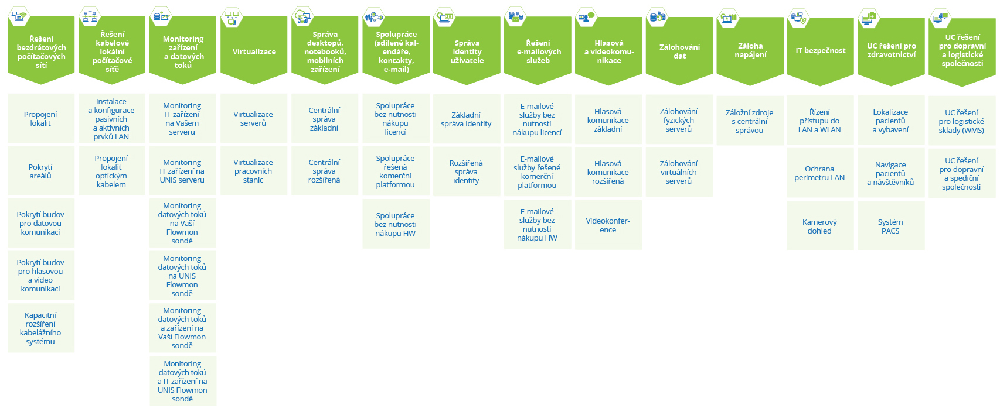 Řešení
bezdrátových
počítačových
sítí
Propojení
lokalit
Pokrytí
areálů
Pokrytí budov
pro datovou
komunikaci
Pokrytí budov
pro hlasovou
a video
komunikaci
Kapacitní
rozšíření
kabelážního
systému
Řešení
kabelové
lokální
počítačové
síťě
Instalace
a konfigurace
pasivních
a aktivních
prvků LAN
Propojení
lokalit
optickým
kabelem
Monitoring
zařízení
a datových
toků
Monitoring
IT zařízení
na Vašem
serveru
Monitoring
IT zařízení na
UNIS serveru
Monitoring
datových toků
na Vaší
Flowmon
sondě
Monitoring
datových toků
na UNIS
Flowmon
sondě
Monitoring
datových toků
a zařízení na
Vaší Flowmon
sondě
Monitoring
datových toků
a IT zařízení na
UNIS Flowmon
sondě
Virtualizace
Virtualizace
serverů
Virtualizace
pracovních
stanic
Správa
desktopů,
notebooků,
mobilních
zařízení
Centrální
správa
základní
Centrální
správa
rozšířená
Spolupráce
(sdílené kal-
endáře,
kontakty,
e-mail)
Spolupráce
bez nutnosti
nákupu
licencí
Spolupráce
řešená
komerční
platformou
Spolupráce
bez nutnosti
nákupu HW
Správa
identity
uživatele
Základní
správa identity
Rozšířená
správa
identity
Řešení
e-mailových
služeb
E-mailové
služby bez
nutnosti
nákupu licencí
E-mailové
služby řešené
komerční
platformou
E-mailové
služby bez
nutnosti
nákupu HW
Hlasová
a videokomu-
nikace
Hlasová
komunikace
základní
Hlasová
komunikace
rozšířená
Videokonfer-
ence
Zálohování
dat
Zálohování
fyzických
serverů
Zálohování
virtuálních
serverů
Záloha
napájení
Záložní zdroje
s centrální
správou
IT bezpečnost
Řízení
přístupu do
LAN a WLAN
Ochrana
perimetru LAN
Kamerový
dohled
UC řešení pro
zdravotnictví
Lokalizace
pacientů
a vybavení
Navigace
pacientů
a návštěvníků
Systém
PACS
UC řešení
pro dopravní
a logistické
společnosti
UC řešení
pro logistické
sklady (WMS)
UC řešení
pro dopravní
a spediční
společnosti